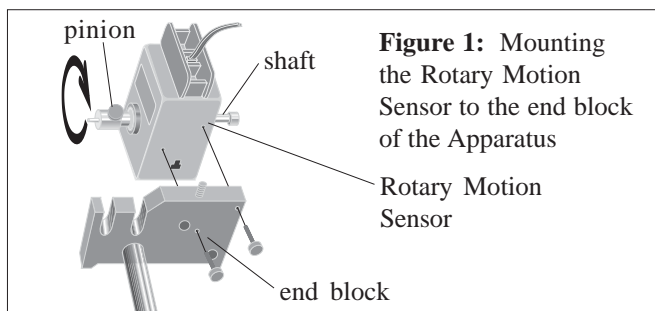 pinion
shaft
Figure 1: Mounting
the Rotary Motion
Sensor to the end block
of the Apparatus
Rotary Motion
Sensor
end block